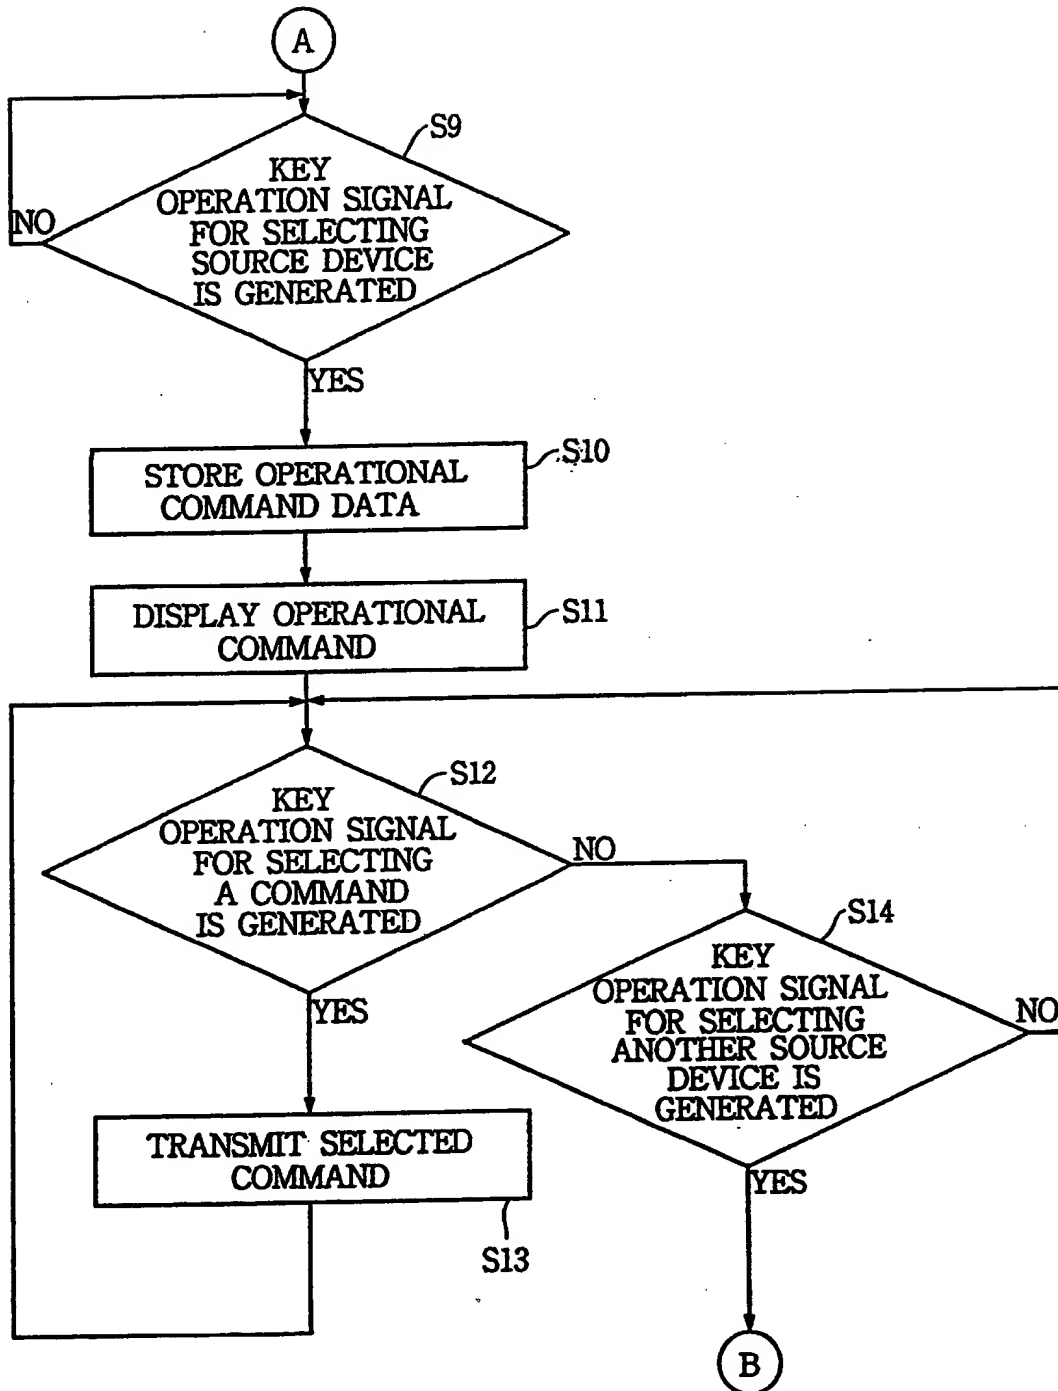 A
S9
KEY
OPERATION SIGNAL
FOR SELECTING
SOURCE DEVICE
IS GENERATED
NO
YES
STORE OPERATIONAL
COMMAND DATA
S10
DISPLAY OPERATIONAL
COMMAND
S11
S12
KEY
OPERATION SIGNAL
FOR SELECTING
A COMMAND
IS GENERATED
NO
YES
S14
KEY
OPERATION SIGNAL
FOR SELECTING
ANOTHER SOURCE
DEVICE IS
GENERATED
NO
YES
TRANSMIT SELECTED
COMMAND
S13
B